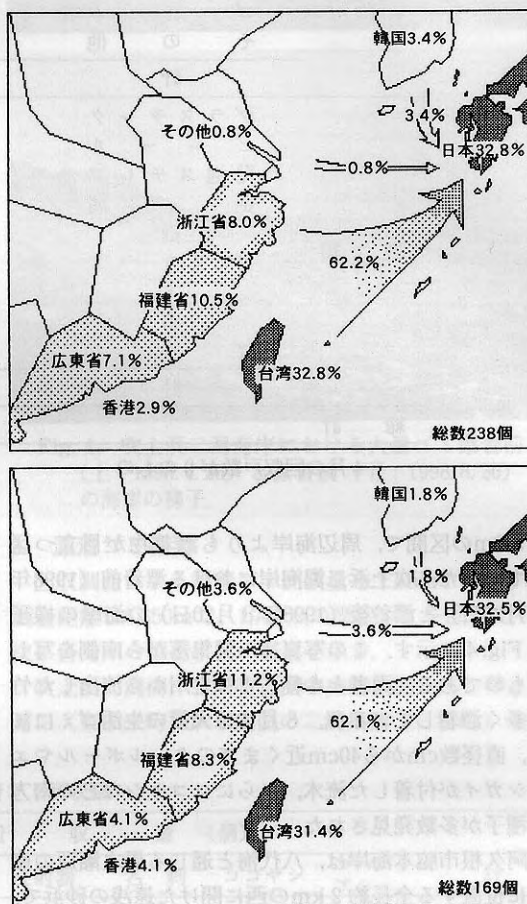 韓国3.4%
3.4%
日本32.8%
その他0.8%
0.8%
浙江省8.0%
62.2%
福建省10.5%
広東省7.1%
台湾32.8%
香港2.9%
総数238個
韓国1.8%
1.8%
日本32.5%
その他3.6%
3.6%
浙江省11.2%
62.1%
福建省8.3%
広東省4.1%
台湾31.4%
香港4.1%
総数169個